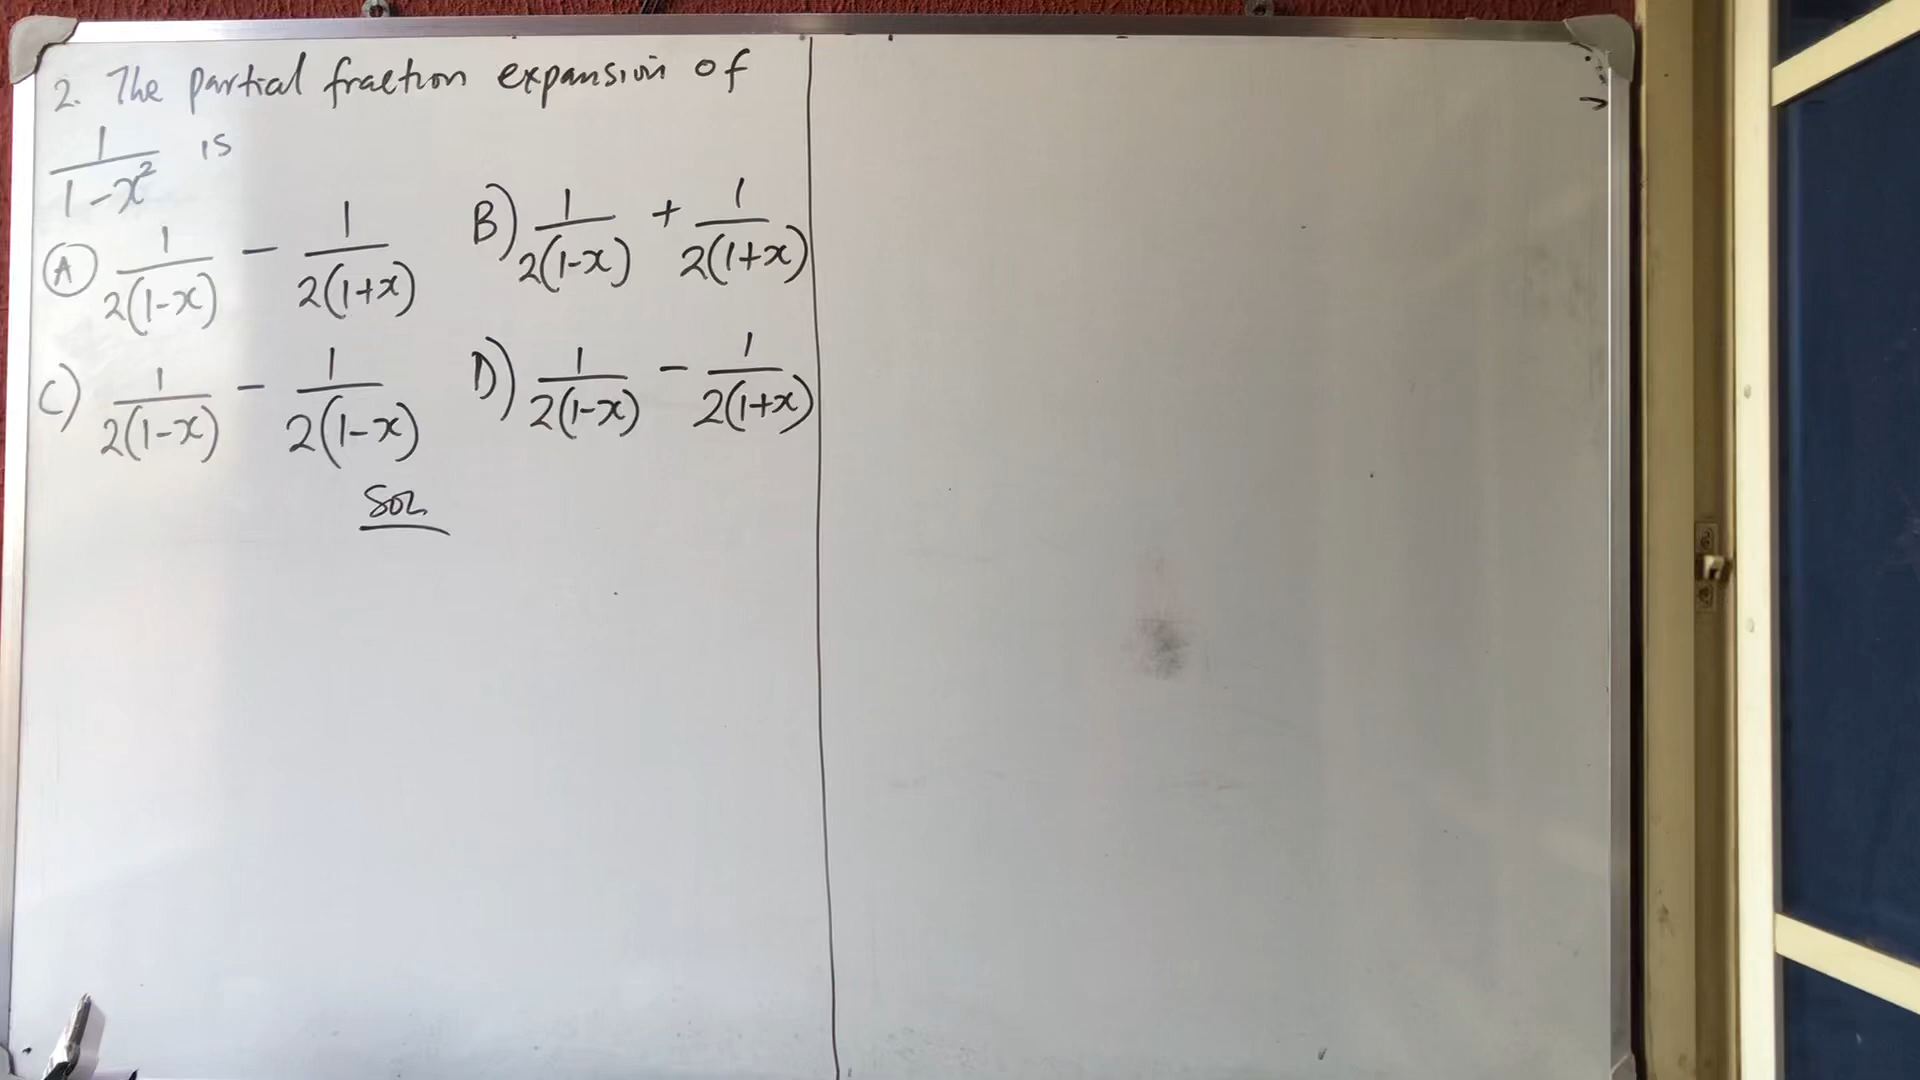 2. The partial fraction expansion of
1/(1-x²) is
(A) 1/(2(1-x)) - 1/(2(1+x)) B) 1/(2(1-x)) + 1/(2(1+x))
C) 1/(2(1-x)) - 1/(2(1-x)) D) 1/(2(1-x)) - 1/(2(1+x))
Sol